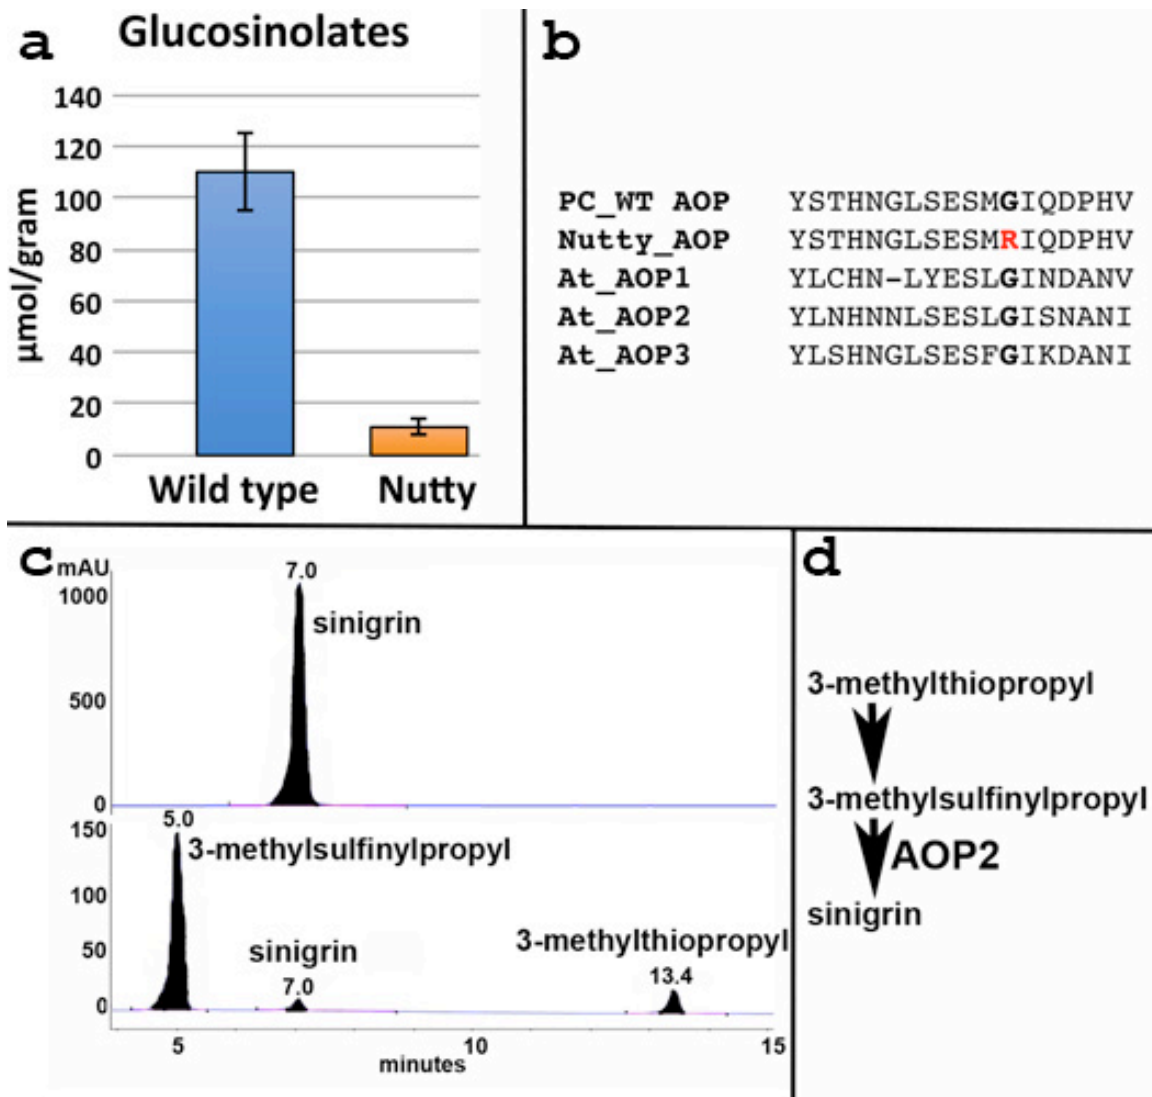 a
Glucosinolates
140
120
100
80
60
40
20
0
µmol/gram
Wild type
Nutty
b
PC_WT AOP YSTHNGLSESMGIQDPHV
Nutty_AOP YSTHNGLSESMRIQDPHV
At_AOP1 YLCHN-LYESLGINDANV
At_AOP2 YLNHNNLSESLGISNANI
At_AOP3 YLSHNGLSESFGIKDANI
c
mAU
1000
500
0
7.0
sinigrin
150
100
50
0
5.0
3-methylsulfinylpropyl
sinigrin
7.0
3-methylthiopropyl
13.4
5
10
15
minutes
d
3-methylthiopropyl
3-methylsulfinylpropyl
AOP2
sinigrin